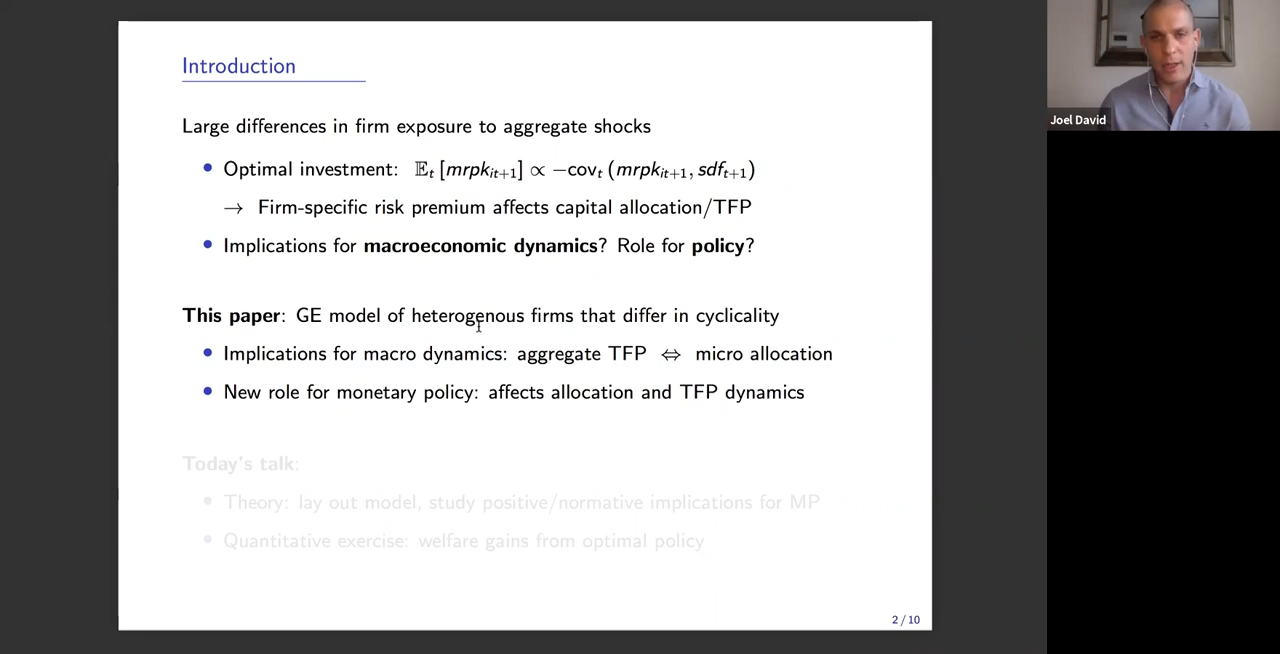 Introduction
Large differences in firm exposure to aggregate shocks
• Optimal investment: 𝔼ₜ [mrpkᵢₜ₊₁] ∝ −covₜ (mrpkᵢₜ₊₁, sdfₜ₊₁)
→ Firm-specific risk premium affects capital allocation/TFP
• Implications for macroeconomic dynamics? Role for policy?
This paper: GE model of heterogenous firms that differ in cyclicality
• Implications for macro dynamics: aggregate TFP ⇔ micro allocation
• New role for monetary policy: affects allocation and TFP dynamics
Today's talk:
• Theory: lay out model, study positive/normative implications for MP
• Quantitative exercise: welfare gains from optimal policy
2 / 10
Joel David